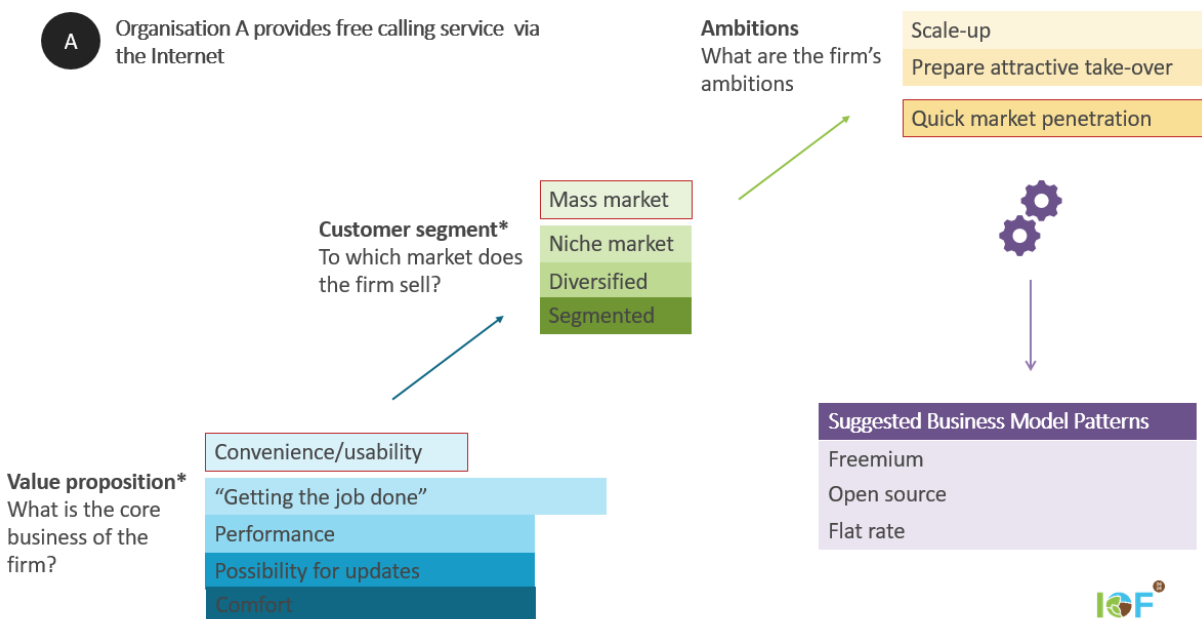 A
Organisation A provides free calling service via
the Internet
Ambitions
What are the firm's
ambitions
Scale-up
Prepare attractive take-over
Quick market penetration
Customer segment*
To which market does
the firm sell?
Mass market
Niche market
Diversified
Segmented
Value proposition*
What is the core
business of the
firm?
Convenience/usability
“Getting the job done”
Performance
Possibility for updates
Comfort
Suggested Business Model Patterns
Freemium
Open source
Flat rate
IOF